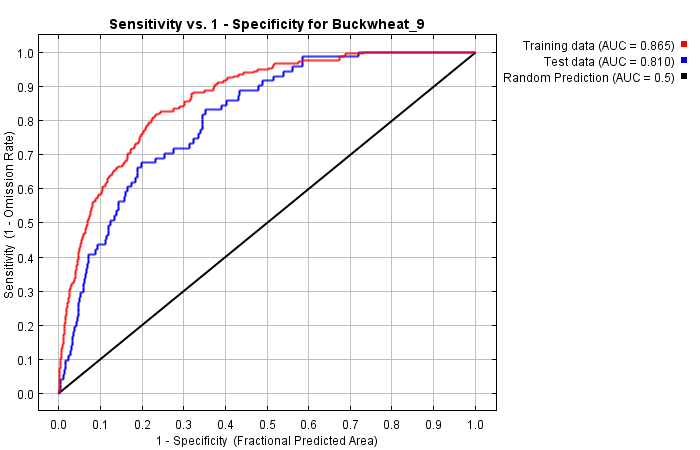 Sensitivity vs. 1 - Specificity for Buckwheat_9
Training data (AUC = 0.865)
Test data (AUC = 0.810)
Random Prediction (AUC = 0.5)
Sensitivity (1 - Omission Rate)
1.0
0.9
0.8
0.7
0.6
0.5
0.4
0.3
0.2
0.1
0.0
0.0 0.1 0.2 0.3 0.4 0.5 0.6 0.7 0.8 0.9 1.0
1 - Specificity (Fractional Predicted Area)